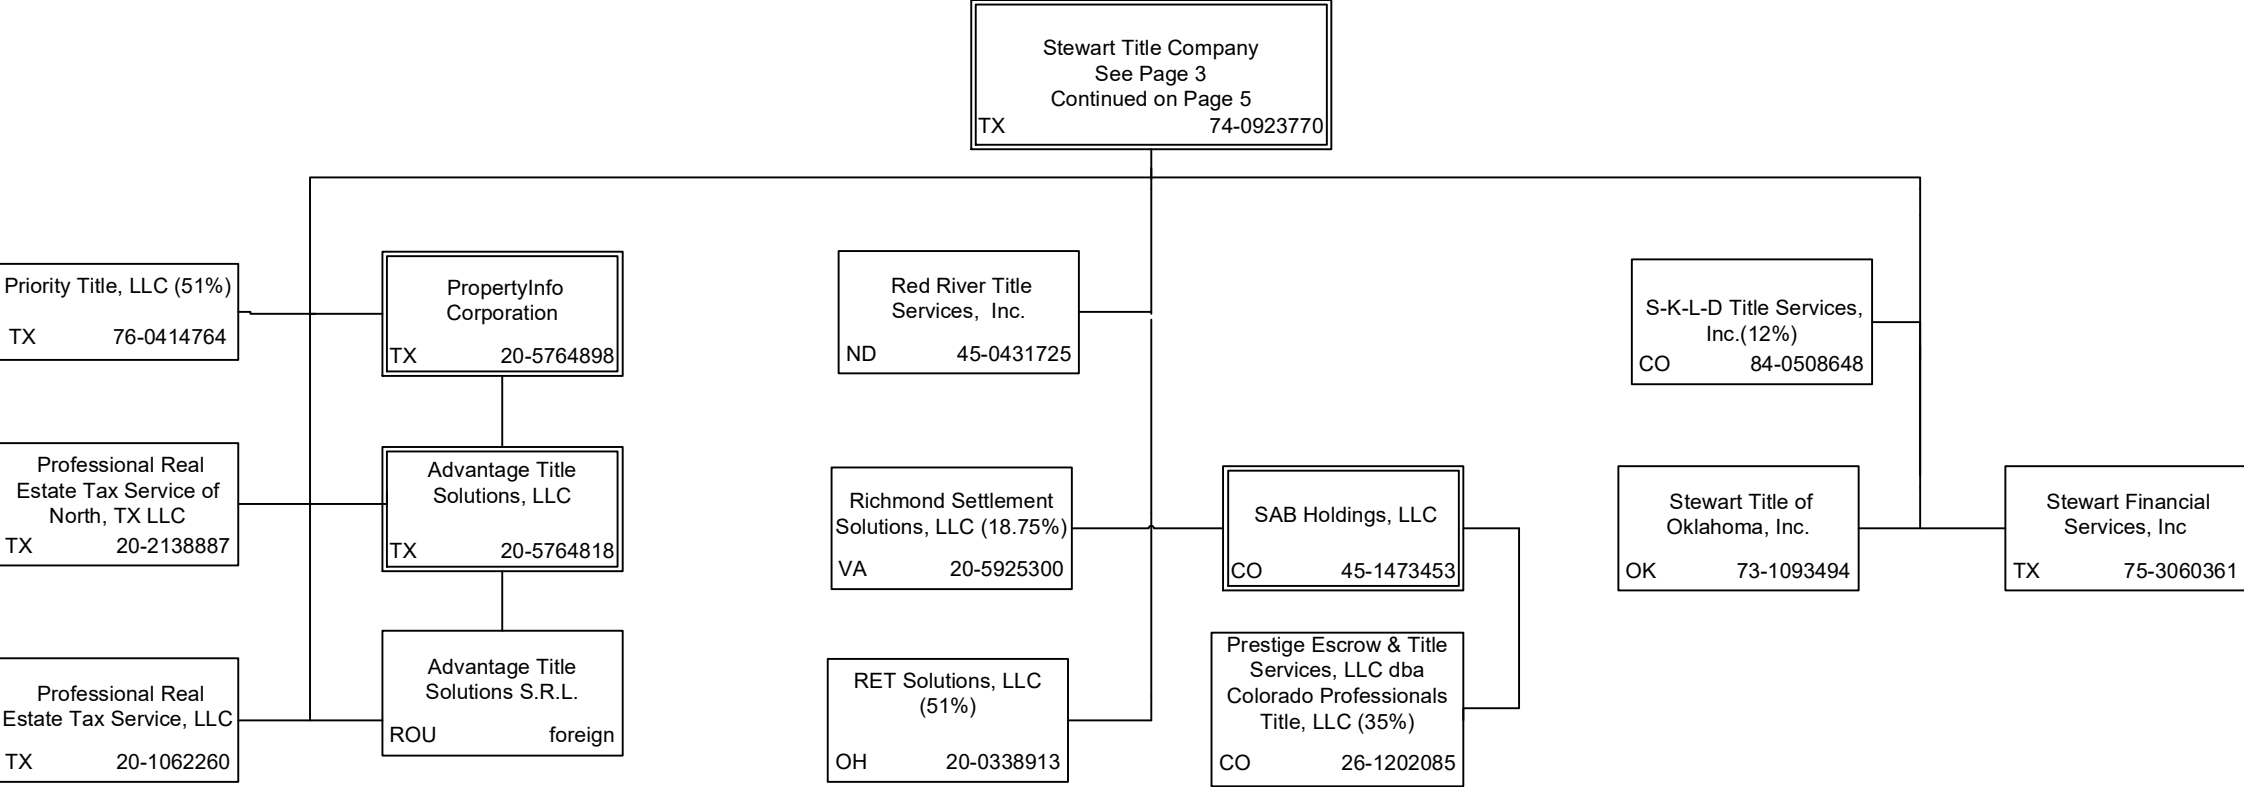 Stewart Title Company
See Page 3
Continued on Page 5
TX 74-0923770
Priority Title, LLC (51%)
TX 76-0414764
PropertyInfo
Corporation
TX 20-5764898
Red River Title
Services, Inc.
ND 45-0431725
S-K-L-D Title Services,
Inc.(12%)
CO 84-0508648
Professional Real
Estate Tax Service of
North, TX LLC
TX 20-2138887
Advantage Title
Solutions, LLC
TX 20-5764818
Richmond Settlement
Solutions, LLC (18.75%)
VA 20-5925300
SAB Holdings, LLC
CO 45-1473453
Stewart Title of
Oklahoma, Inc.
OK 73-1093494
Stewart Financial
Services, Inc
TX 75-3060361
Professional Real
Estate Tax Service, LLC
TX 20-1062260
Advantage Title
Solutions S.R.L.
ROU foreign
RET Solutions, LLC
(51%)
OH 20-0338913
Prestige Escrow & Title
Services, LLC dba
Colorado Professionals
Title, LLC (35%)
CO 26-1202085